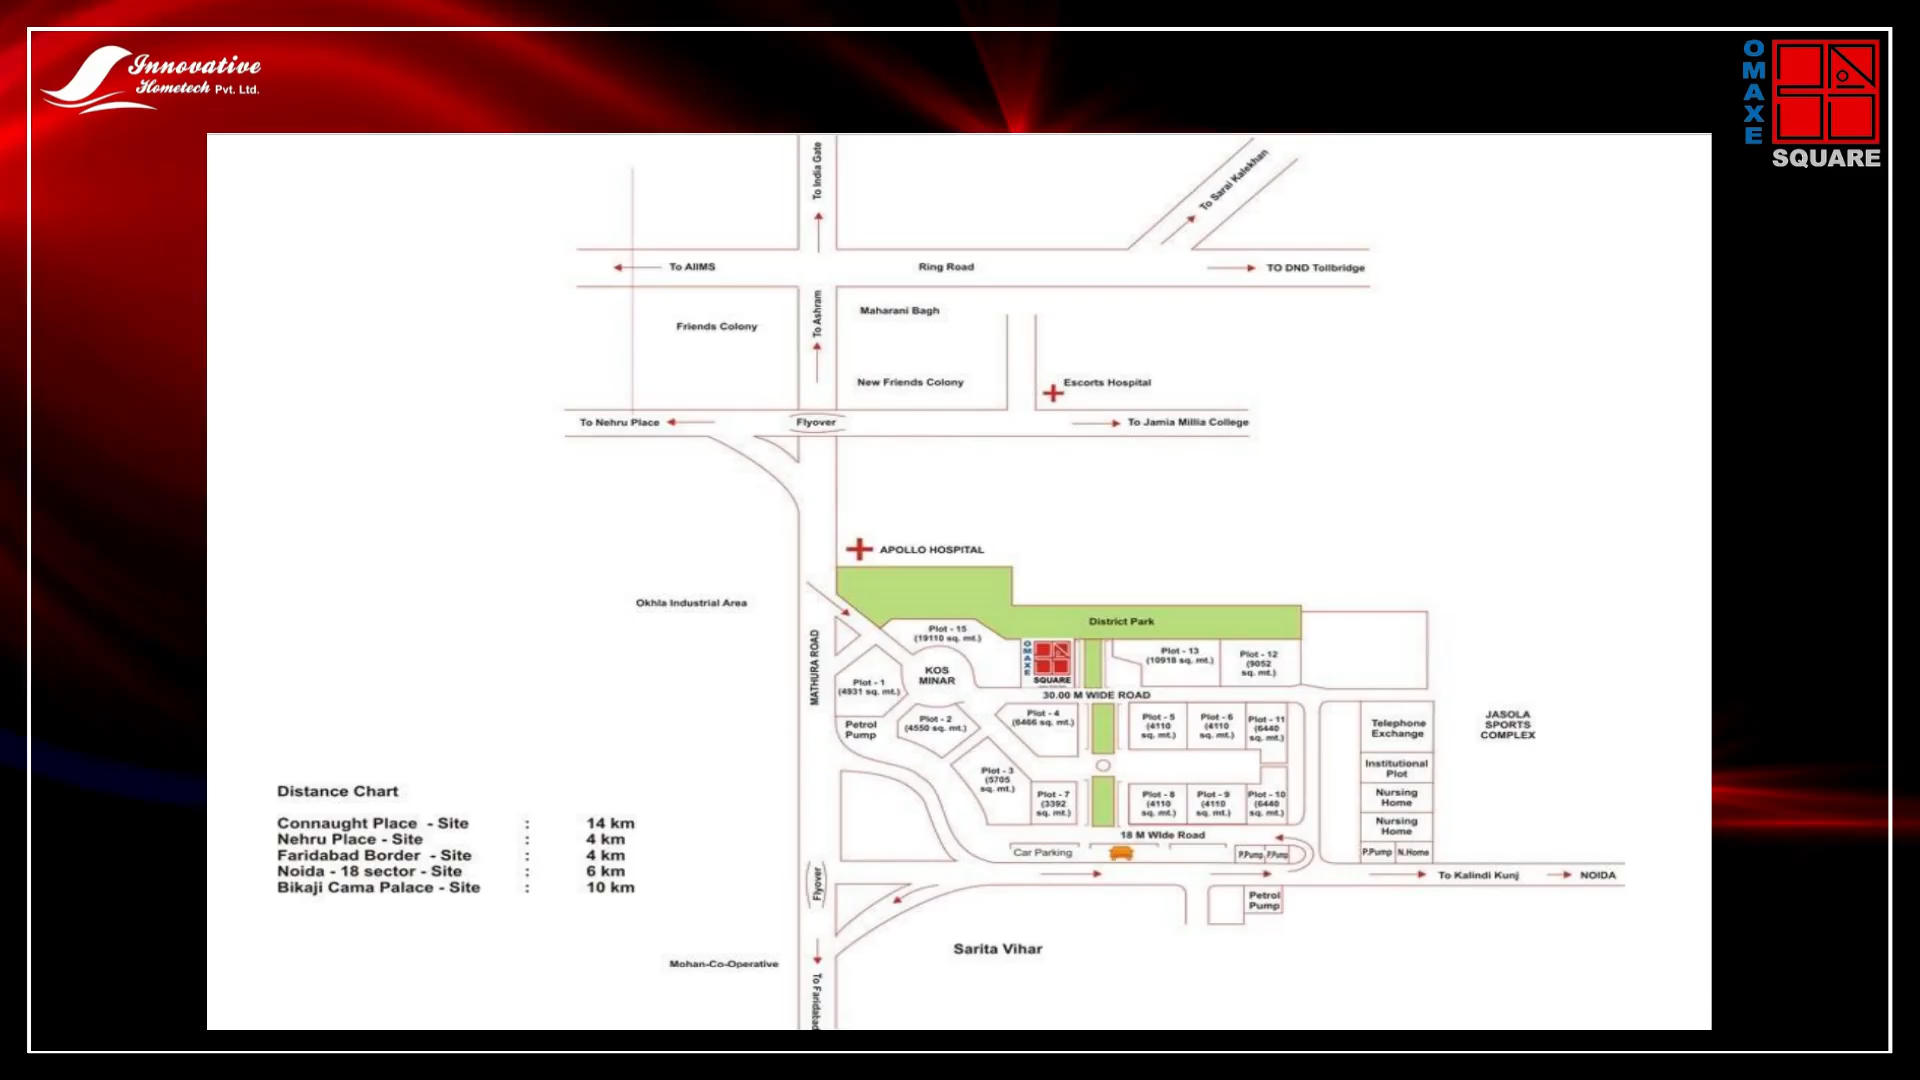 Innovative
Hometech Pvt. Ltd.
OMAXE
SQUARE
To India Gate
To Sarai Kalekhan
To AIIMS
Ring Road
TO DND Tollbridge
To Ashram
Maharani Bagh
Friends Colony
New Friends Colony
Escorts Hospital
To Nehru Place
Flyover
To Jamia Millia College
APOLLO HOSPITAL
Okhla Industrial Area
District Park
MATHURA ROAD
Plot - 15
(19110 sq. mt.)
OMAXE
SQUARE
Plot - 13
(10918 sq. mt.)
Plot - 12
(9052
sq. mt.)
KOS
MINAR
Plot - 1
(4931 sq. mt.)
30.00 M WIDE ROAD
Petrol
Pump
Plot - 2
(4550 sq. mt.)
Plot - 4
(6466 sq. mt.)
Plot - 5
(4110
sq. mt.)
Plot - 6
(4110
sq. mt.)
Plot - 11
(6440
sq. mt.)
Telephone
Exchange
JASOLA
SPORTS
COMPLEX
Institutional
Plot
Nursing
Home
Nursing
Home
P.Pump
N.Home
Plot - 3
(5705
sq. mt.)
Plot - 7
(3392
sq. mt.)
Plot - 8
(4110
sq. mt.)
Plot - 9
(4110
sq. mt.)
Plot - 10
(6440
sq. mt.)
18 M Wide Road
Car Parking
P.Pump
P.Pump
To Kalindi Kunj
NOIDA
Flyover
Petrol
Pump
Sarita Vihar
Mohan-Co-Operative
To Faridabad
Distance Chart
Connaught Place - Site : 14 km
Nehru Place - Site : 4 km
Faridabad Border - Site : 4 km
Noida - 18 sector - Site : 6 km
Bikaji Cama Palace - Site : 10 km